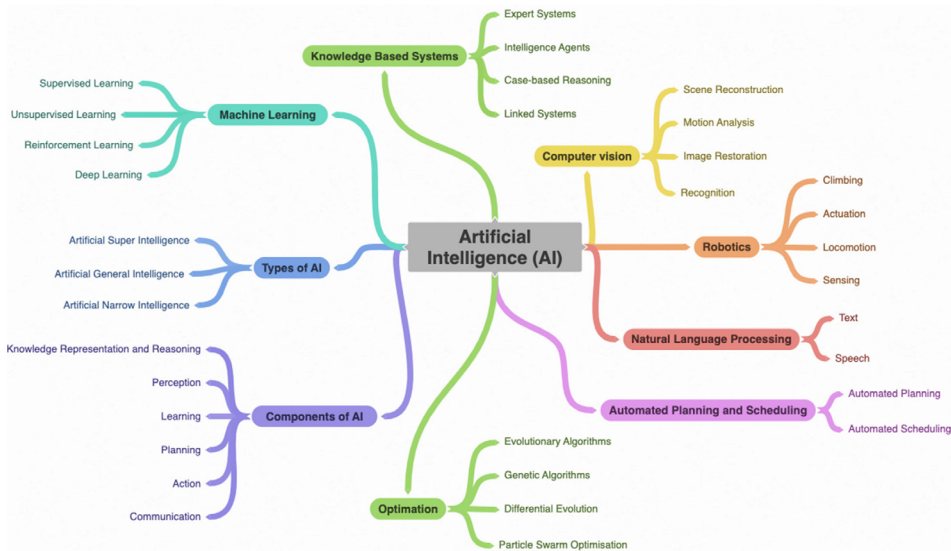 Artificial
Intelligence (AI)
Knowledge Based Systems
Expert Systems
Intelligence Agents
Case-based Reasoning
Linked Systems
Computer vision
Scene Reconstruction
Motion Analysis
Image Restoration
Recognition
Robotics
Climbing
Actuation
Locomotion
Sensing
Natural Language Processing
Text
Speech
Automated Planning and Scheduling
Automated Planning
Automated Scheduling
Optimation
Evolutionary Algorithms
Genetic Algorithms
Differential Evolution
Particle Swarm Optimisation
Components of AI
Knowledge Representation and Reasoning
Perception
Learning
Planning
Action
Communication
Types of AI
Artificial Super Intelligence
Artificial General Intelligence
Artificial Narrow Intelligence
Machine Learning
Supervised Learning
Unsupervised Learning
Reinforcement Learning
Deep Learning